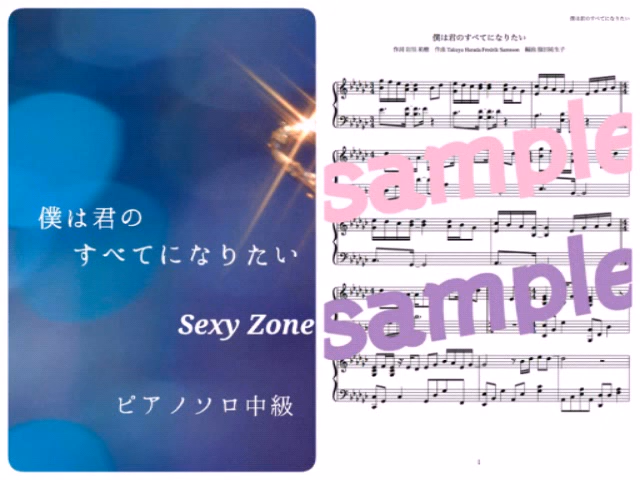 僕は君の
すべてになりたい
Sexy Zone
ピアノソロ中級
僕は君のすべてになりたい
僕は君のすべてになりたい
sample
sample
1